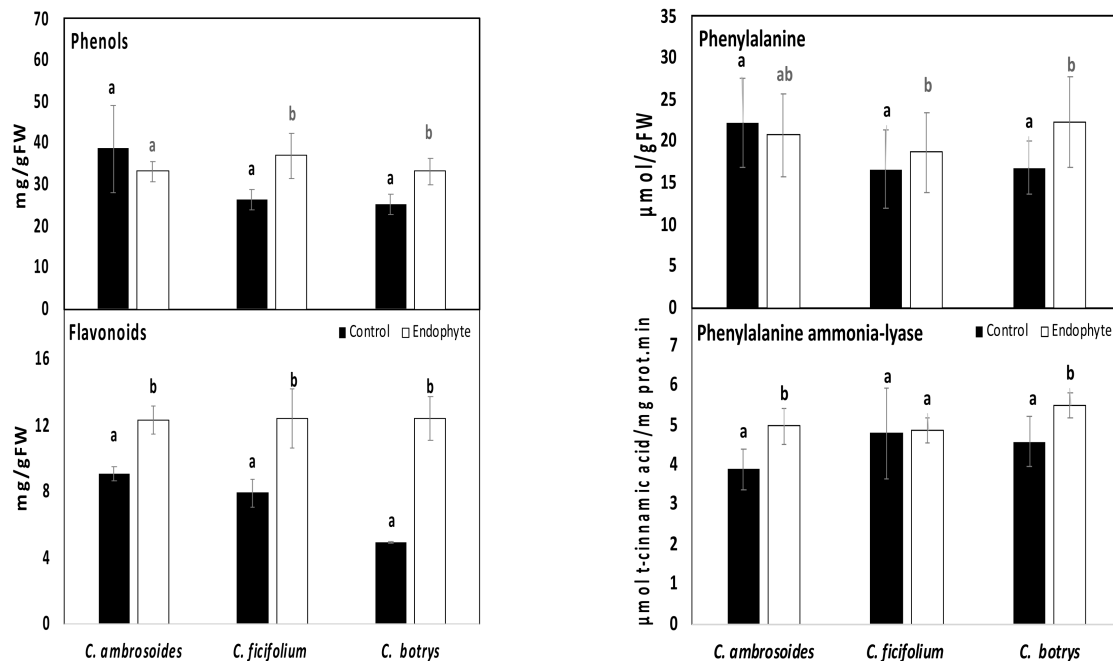 Phenols
mg/gFW
70
60
50
40
30
20
10
0
a
a
a
b
a
b
Flavonoids
Control
Endophyte
mg/gFW
16
12
8
4
0
a
b
a
b
a
b
C. ambrosoides
C. ficifolium
C. botrys
Phenylalanine
µmol/gFW
35
30
25
20
15
10
5
0
a
ab
a
b
a
b
Phenylalanine ammonia-lyase
Control
Endophyte
µmol t-cinnamic acid/mg prot.min
7
6
5
4
3
2
1
0
a
b
a
a
a
b
C. ambrosoides
C. ficifolium
C. botrys